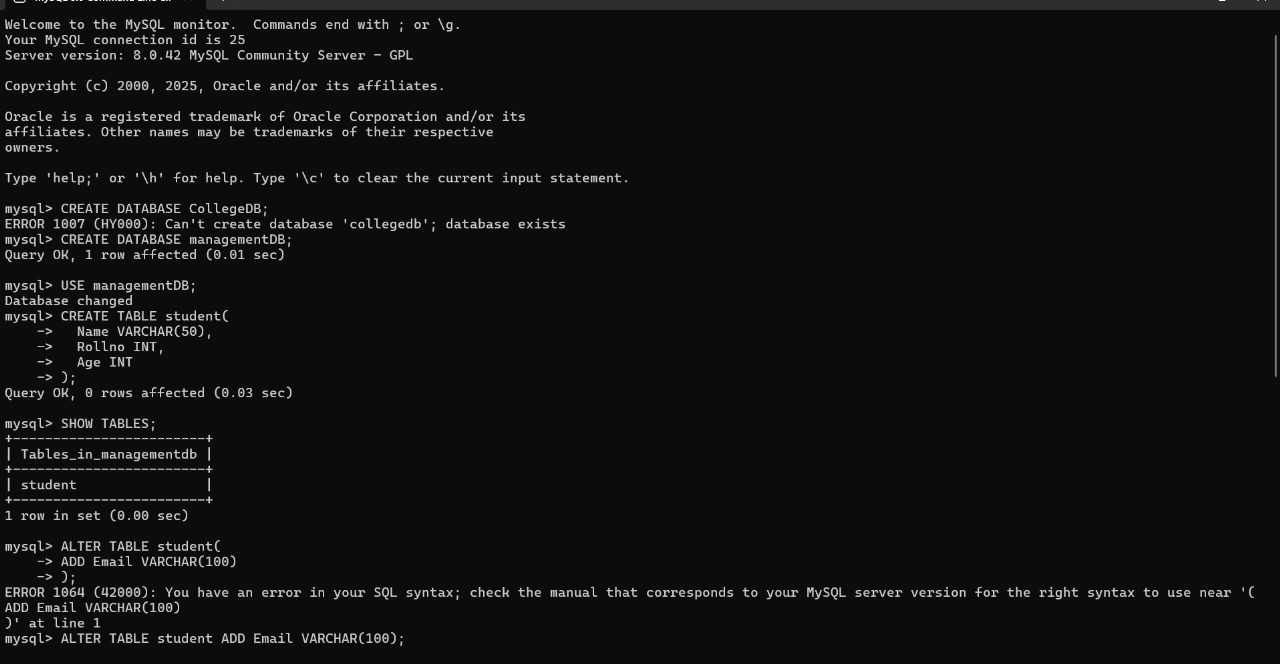 Welcome to the MySQL monitor.  Commands end with ; or \g.
Your MySQL connection id is 25
Server version: 8.0.42 MySQL Community Server - GPL
Copyright (c) 2000, 2025, Oracle and/or its affiliates.
Oracle is a registered trademark of Oracle Corporation and/or its
affiliates. Other names may be trademarks of their respective
owners.
Type 'help;' or '\h' for help. Type '\c' to clear the current input statement.
mysql> CREATE DATABASE CollegeDB;
ERROR 1007 (HY000): Can't create database 'collegedb'; database exists
mysql> CREATE DATABASE managementDB;
Query OK, 1 row affected (0.01 sec)
mysql> USE managementDB;
Database changed
mysql> CREATE TABLE student(
    ->   Name VARCHAR(50),
    ->   Rollno INT,
    ->   Age INT
    -> );
Query OK, 0 rows affected (0.03 sec)
mysql> SHOW TABLES;
+------------------------+
| Tables_in_managementdb |
+------------------------+
| student                |
+------------------------+
1 row in set (0.00 sec)
mysql> ALTER TABLE student(
    -> ADD Email VARCHAR(100)
    -> );
ERROR 1064 (42000): You have an error in your SQL syntax; check the manual that corresponds to your MySQL server version for the right syntax to use near '(
ADD Email VARCHAR(100)
)' at line 1
mysql> ALTER TABLE student ADD Email VARCHAR(100);